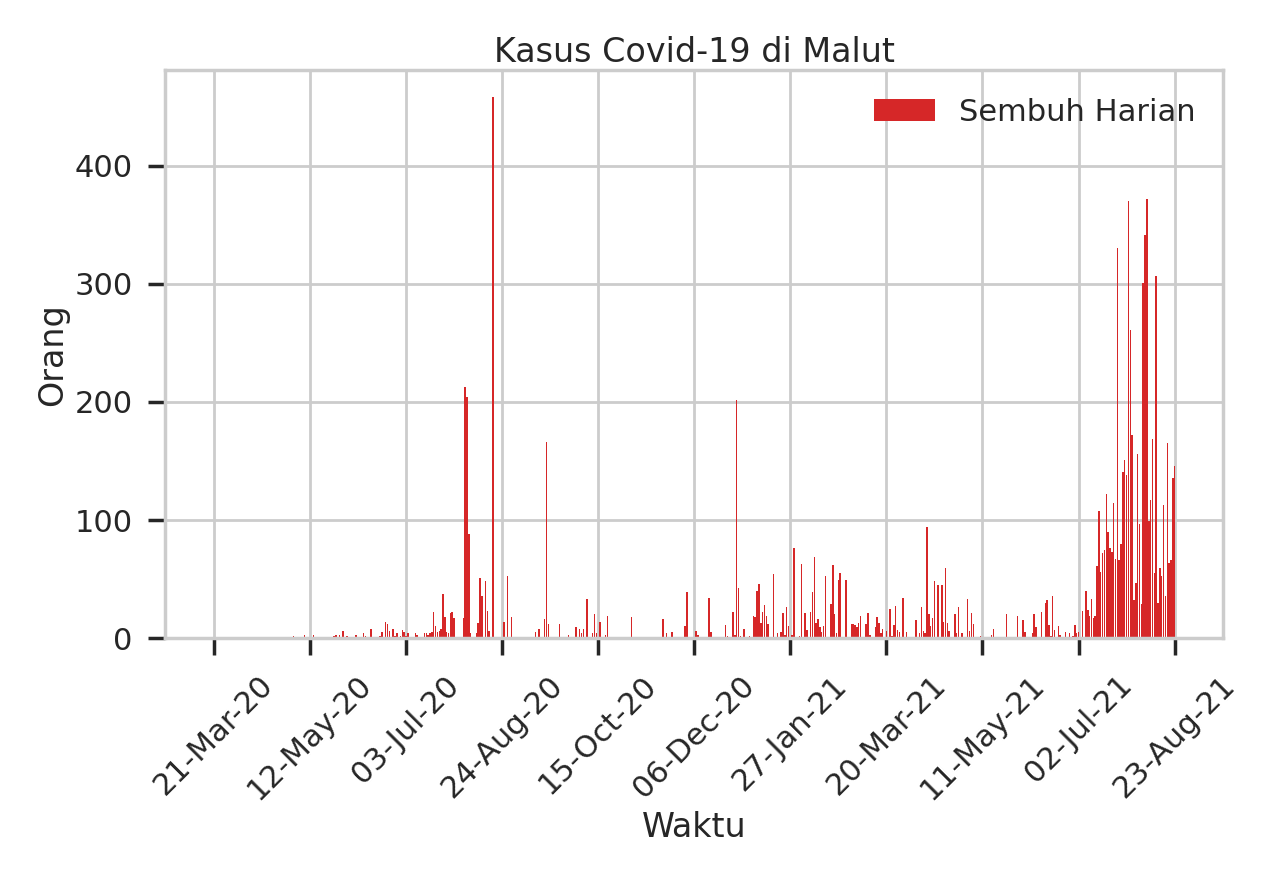 Kasus Covid-19 di Malut
Sembuh Harian
Orang
400
300
200
100
0
21-Mar-20
12-May-20
03-Jul-20
24-Aug-20
15-Oct-20
06-Dec-20
27-Jan-21
20-Mar-21
11-May-21
02-Jul-21
23-Aug-21
Waktu